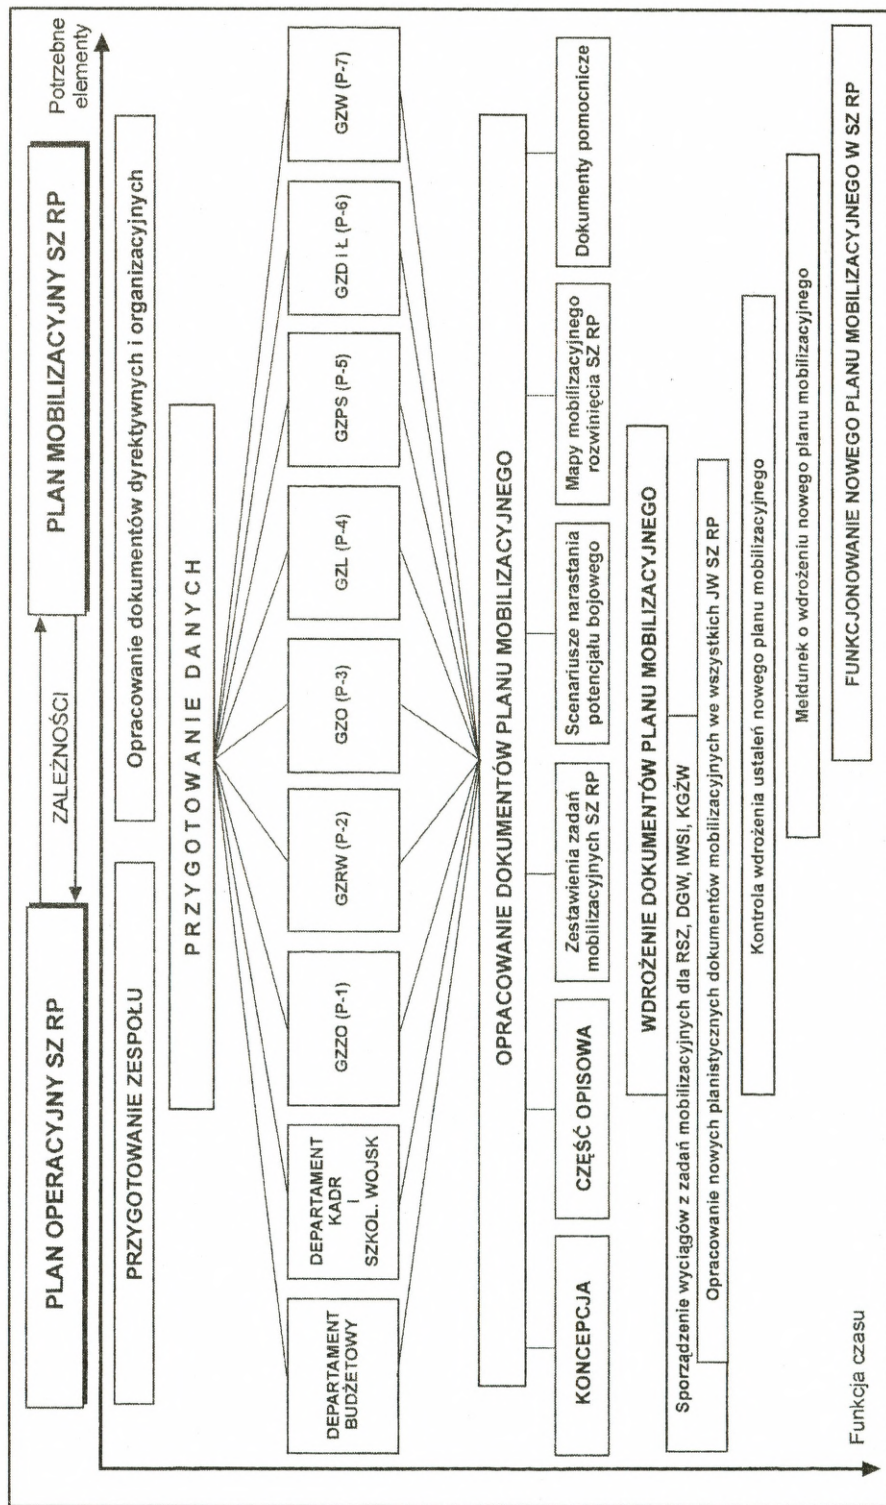 PLAN OPERACYJNY SZ RP
ZALEŻNOŚCI
PLAN MOBILIZACYJNY SZ RP
Potrzebne
elementy
PRZYGOTOWANIE ZESPOŁU
Opracowanie dokumentów dyrektywnych i organizacyjnych
PRZYGOTOWANIE DANYCH
DEPARTAMENT
BUDŻETOWY
DEPARTAMENT
KADR
I
SZKOL. WOJSK
GZZO (P-1)
GZRW (P-2)
GZO (P-3)
GZL (P-4)
GZPS (P-5)
GZD i Ł (P-6)
GZW (P-7)
OPRACOWANIE DOKUMENTÓW PLANU MOBILIZACYJNEGO
KONCEPCJA
CZĘŚĆ OPISOWA
Zestawienia zadań
mobilizacyjnych SZ RP
Scenariusze narastania
potencjału bojowego
Mapy mobilizacyjnego
rozwinięcia SZ RP
Dokumenty pomocnicze
WDROŻENIE DOKUMENTÓW PLANU MOBILIZACYJNEGO
Sporządzenie wyciągów z zadań mobilizacyjnych dla RSZ, DGW, IWSI, KGŻW
Opracowanie nowych planistycznych dokumentów mobilizacyjnych we wszystkich JW SZ RP
Kontrola wdrożenia ustaleń nowego planu mobilizacyjnego
Meldunek o wdrożeniu nowego planu mobilizacyjnego
FUNKCJONOWANIE NOWEGO PLANU MOBILIZACYJNEGO W SZ RP
Funkcja czasu